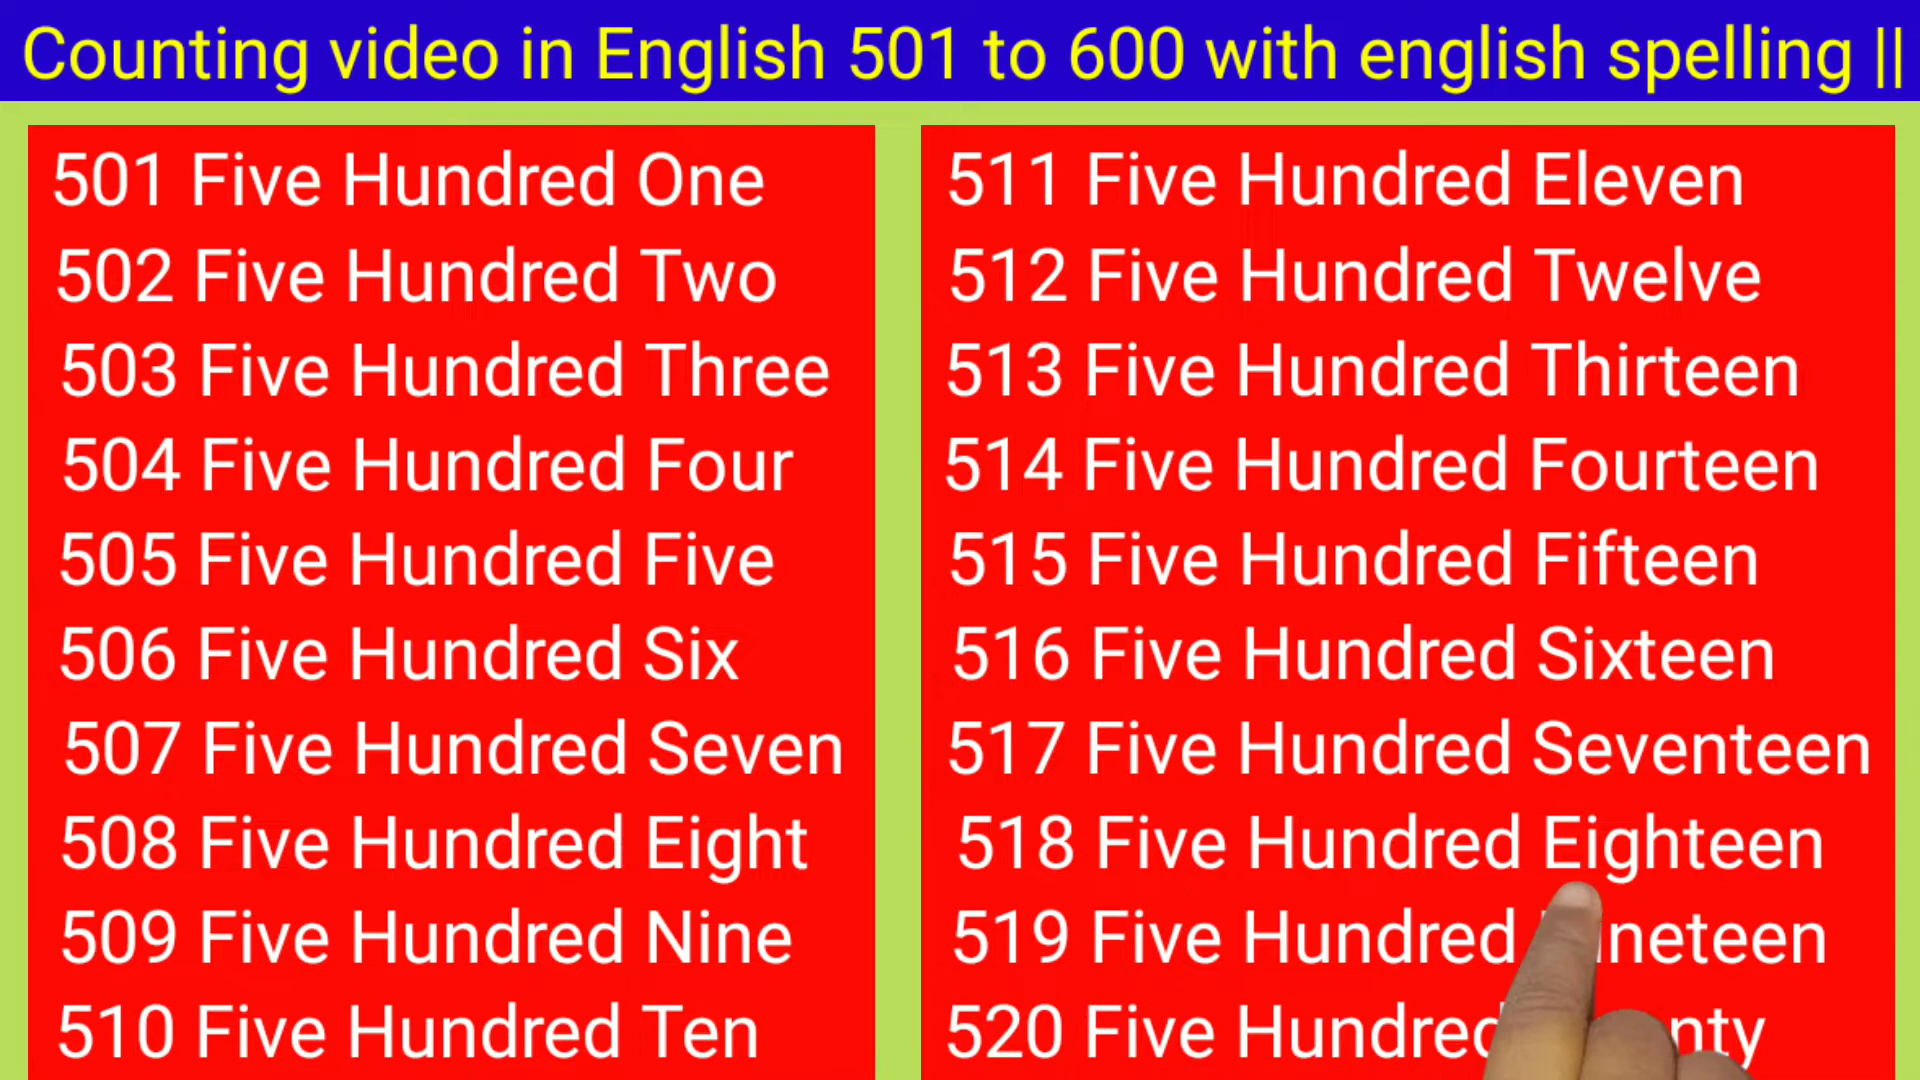 Counting video in English 501 to 600 with english spelling ||
501 Five Hundred One
502 Five Hundred Two
503 Five Hundred Three
504 Five Hundred Four
505 Five Hundred Five
506 Five Hundred Six
507 Five Hundred Seven
508 Five Hundred Eight
509 Five Hundred Nine
510 Five Hundred Ten
511 Five Hundred Eleven
512 Five Hundred Twelve
513 Five Hundred Thirteen
514 Five Hundred Fourteen
515 Five Hundred Fifteen
516 Five Hundred Sixteen
517 Five Hundred Seventeen
518 Five Hundred Eighteen
519 Five Hundred
520 Five Hundred